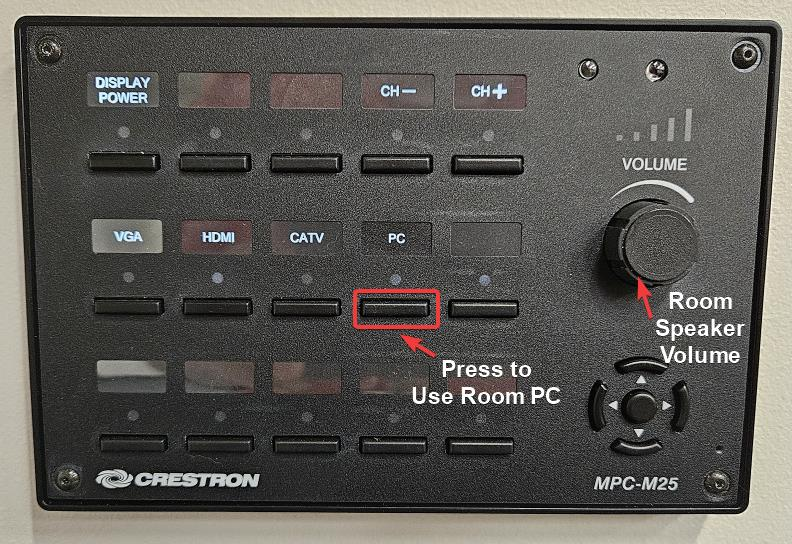 DISPLAY
POWER
CH−
CH+
VOLUME
VGA
HDMI
CATV
PC
Room
Speaker
Volume
Press to
Use Room PC
CRESTRON
MPC-M25